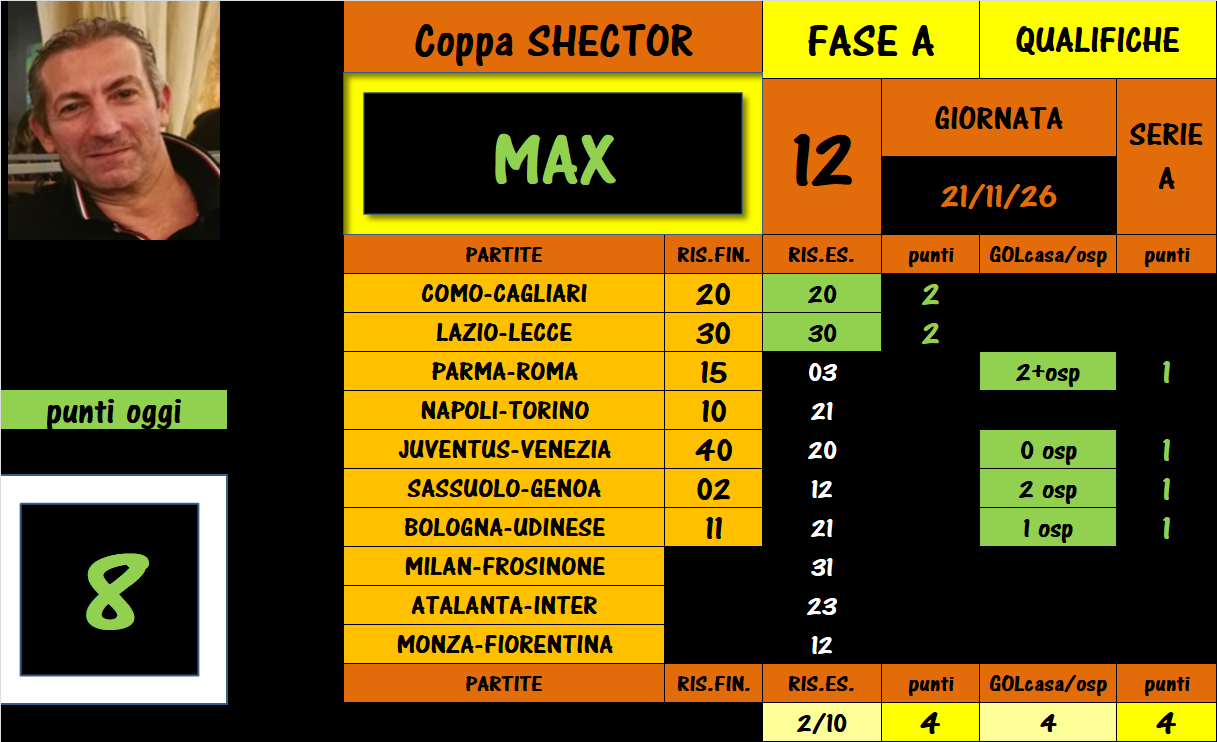 Coppa SHECTOR FASE A QUALIFICHE
MAX 12 GIORNATA SERIE A
21/11/26
PARTITE RIS.FIN. RIS.ES. punti GOLcasa/osp punti
COMO-CAGLIARI 20 20 2
LAZIO-LECCE 30 30 2
PARMA-ROMA 15 03 2+osp 1
NAPOLI-TORINO 10 21
JUVENTUS-VENEZIA 40 20 0 osp 1
SASSUOLO-GENOA 02 12 2 osp 1
BOLOGNA-UDINESE 11 21 1 osp 1
MILAN-FROSINONE 31
ATALANTA-INTER 23
MONZA-FIORENTINA 12
PARTITE RIS.FIN. RIS.ES. punti GOLcasa/osp punti
2/10 4 4 4
punti oggi
8